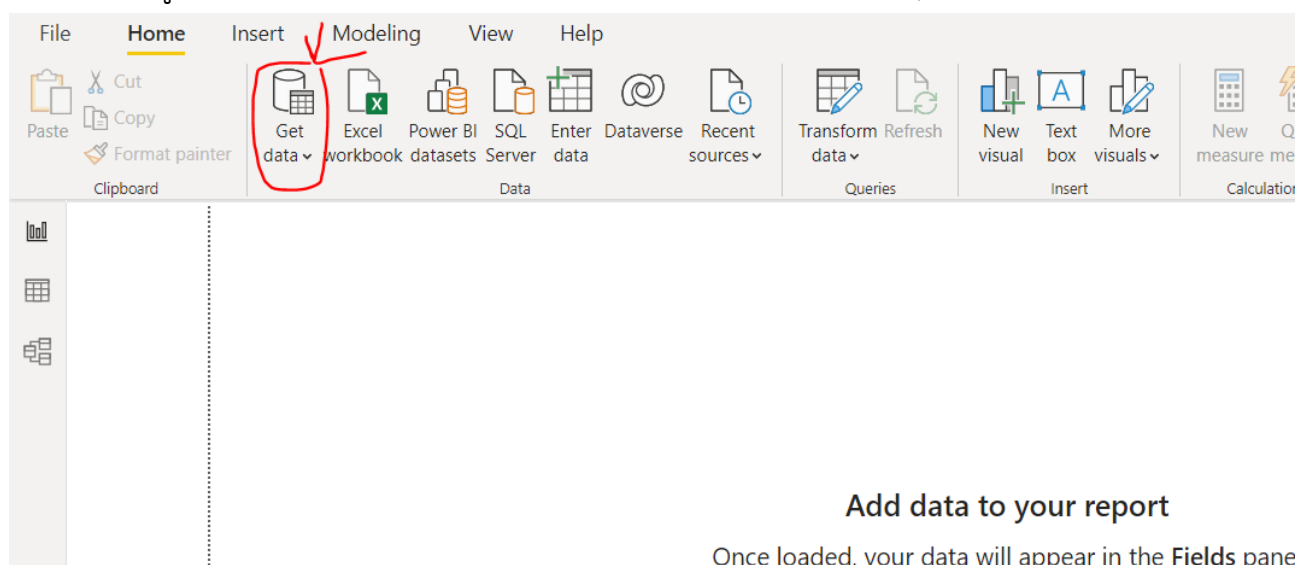 File Home Insert Modeling View Help
Paste
Cut
Copy
Format painter
Clipboard
Get data
Excel workbook
Power BI datasets
SQL Server
Enter data
Dataverse
Recent sources
Data
Transform data
Refresh
Queries
New visual
Text box
More visuals
Insert
New measure
Add data to your report
Once loaded, your data will appear in the Fields pane